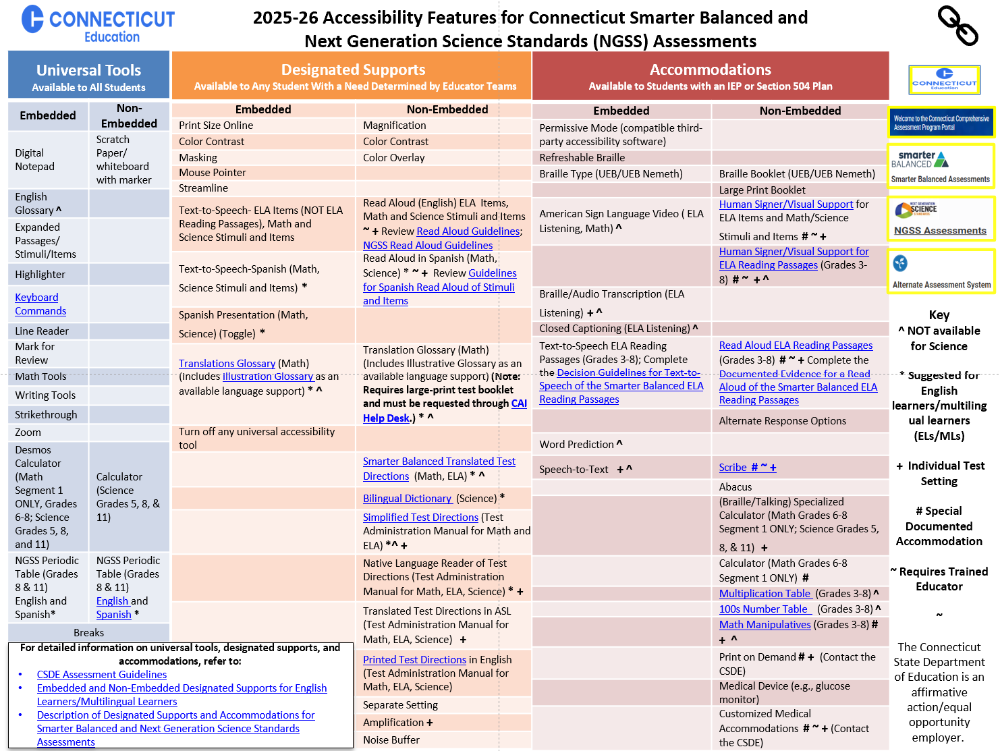 CONNECTICUT
Education
2025-26 Accessibility Features for Connecticut Smarter Balanced and
Next Generation Science Standards (NGSS) Assessments
Universal Tools
Available to All Students
Embedded
Non-
Embedded
Digital
Notepad
Scratch
Paper/
whiteboard
with marker
English
Glossary ^
Expanded
Passages/
Stimuli/Items
Highlighter
Keyboard
Commands
Line Reader
Mark for
Review
Math Tools
Writing Tools
Strikethrough
Zoom
Desmos
Calculator
(Math
Segment 1
ONLY, Grades
6-8; Science
Grades 5, 8,
and 11)
Calculator
(Science
Grades 5, 8, &
11)
NGSS Periodic
Table (Grades
8 & 11)
English and
Spanish*
NGSS Periodic
Table (Grades
8 & 11)
English and
Spanish *
Breaks
For detailed information on universal tools, designated supports, and
accommodations, refer to:
• CSDE Assessment Guidelines
• Embedded and Non-Embedded Designated Supports for English
Learners/Multilingual Learners
• Description of Designated Supports and Accommodations for
Smarter Balanced and Next Generation Science Standards
Assessments
Designated Supports
Available to Any Student With a Need Determined by Educator Teams
Embedded
Non-Embedded
Print Size Online
Magnification
Color Contrast
Color Contrast
Masking
Color Overlay
Mouse Pointer
Streamline
Text-to-Speech- ELA Items (NOT ELA
Reading Passages), Math and
Science Stimuli and Items
Read Aloud (English) ELA Items,
Math and Science Stimuli and Items
~ + Review Read Aloud Guidelines;
NGSS Read Aloud Guidelines
Text-to-Speech-Spanish (Math,
Science Stimuli and Items) *
Read Aloud in Spanish (Math,
Science) * ~ + Review Guidelines
for Spanish Read Aloud of Stimuli
and Items
Spanish Presentation (Math,
Science) (Toggle) *
Translations Glossary (Math)
(Includes Illustration Glossary as an
available language support) * ^
Translation Glossary (Math)
(Includes Illustrative Glossary as an
available language support) (Note:
Requires large-print test booklet
and must be requested through CAI
Help Desk.) * ^
Turn off any universal accessibility
tool
Smarter Balanced Translated Test
Directions (Math, ELA) * ^
Bilingual Dictionary (Science) *
Simplified Test Directions (Test
Administration Manual for Math and
ELA) *^ +
Native Language Reader of Test
Directions (Test Administration
Manual for Math, ELA, Science) * +
Translated Test Directions in ASL
(Test Administration Manual for
Math, ELA, Science) +
Printed Test Directions in English
(Test Administration Manual for
Math, ELA, Science)
Separate Setting
Amplification +
Noise Buffer
Accommodations
Available to Students with an IEP or Section 504 Plan
Embedded
Non-Embedded
Permissive Mode (compatible third-
party accessibility software)
Refreshable Braille
Braille Type (UEB/UEB Nemeth)
Braille Booklet (UEB/UEB Nemeth)
Large Print Booklet
American Sign Language Video ( ELA
Listening, Math) ^
Human Signer/Visual Support for
ELA Items and Math/Science
Stimuli and Items # ~ +
Human Signer/Visual Support for
ELA Reading Passages (Grades 3-
8) # ~ + ^
Braille/Audio Transcription (ELA
Listening) + ^
Closed Captioning (ELA Listening) ^
Text-to-Speech ELA Reading
Passages (Grades 3-8); Complete
the Decision Guidelines for Text-to-
Speech of the Smarter Balanced ELA
Reading Passages
Read Aloud ELA Reading Passages
(Grades 3-8) # ~ + Complete the
Documented Evidence for a Read
Aloud of the Smarter Balanced ELA
Reading Passages
Alternate Response Options
Word Prediction ^
Speech-to-Text + ^
Scribe # ~ +
Abacus
(Braille/Talking) Specialized
Calculator (Math Grades 6-8
Segment 1 ONLY; Science Grades 5,
8, & 11) +
Calculator (Math Grades 6-8
Segment 1 ONLY) #
Multiplication Table (Grades 3-8) ^
100s Number Table (Grades 3-8) ^
Math Manipulatives (Grades 3-8) #
+ ^
Print on Demand # + (Contact the
CSDE)
Medical Device (e.g., glucose
monitor)
Customized Medical
Accommodations # ~ + (Contact
the CSDE)
CONNECTICUT
Education
Welcome to the Connecticut Comprehensive
Assessment Program Portal
smarter
BALANCED
Smarter Balanced Assessments
NEXT GENERATION
SCIENCE
STANDARDS
NGSS Assessments
Alternate Assessment System
Key
^ NOT available
for Science
* Suggested for
English
learners/multiling
ual learners
(ELs/MLs)
+ Individual Test
Setting
# Special
Documented
Accommodation
~ Requires Trained
Educator
~
The Connecticut
State Department
of Education is an
affirmative
action/equal
opportunity
employer.